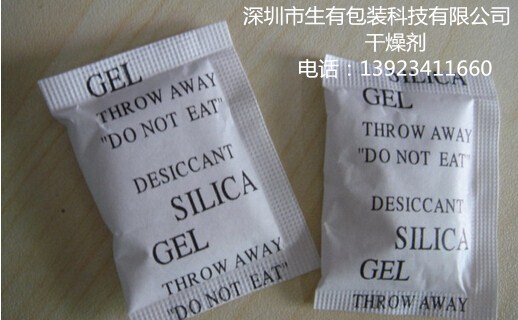 深圳市生有包装科技有限公司
干燥剂
电话：13923411660
GEL
THROW AWAY
"DO NOT EAT"
DESICCANT
SILICA
GEL
THROW AWAY
"DO NOT EAT"
SILICA
GEL
THROW AWAY
"DO NOT EAT"
DESICCANT
SILICA
GEL
THROW AWAY